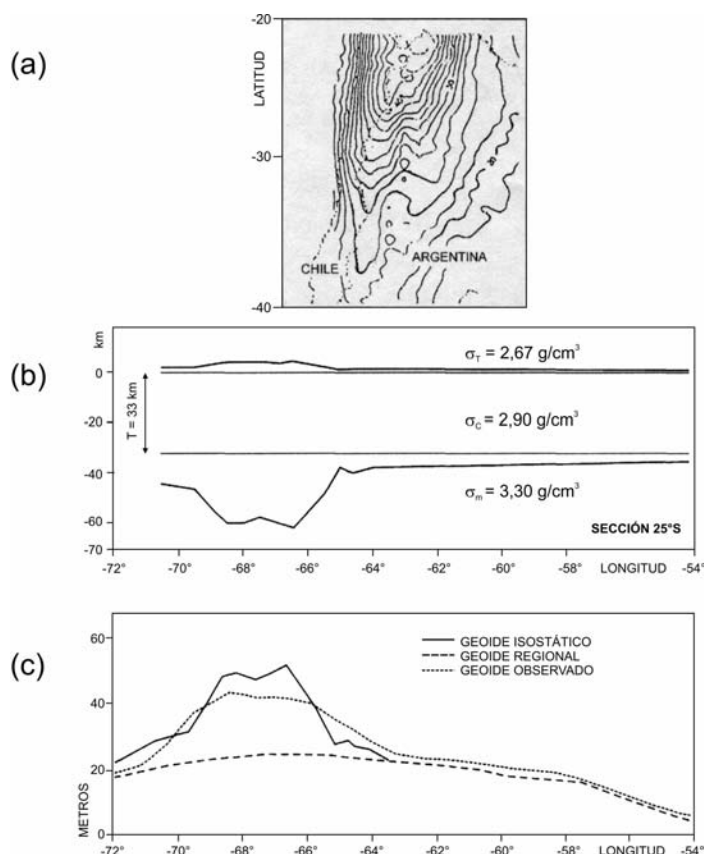 (a)
LATITUD
-20
-30
-40
CHILE
ARGENTINA
30
(b)
km
0
-20
-40
-60
-70
T = 33 km
σT = 2,67 g/cm³
σC = 2,90 g/cm³
σm = 3,30 g/cm³
SECCIÓN 25°S
-72° -70° -68° -66° -64° -62° -60° -58° LONGITUD -54°
(c)
METROS
60
40
20
0
GEOIDE ISOSTÁTICO
GEOIDE REGIONAL
GEOIDE OBSERVADO
-72° -70° -68° -66° -64° -62° -60° -58° LONGITUD -54°